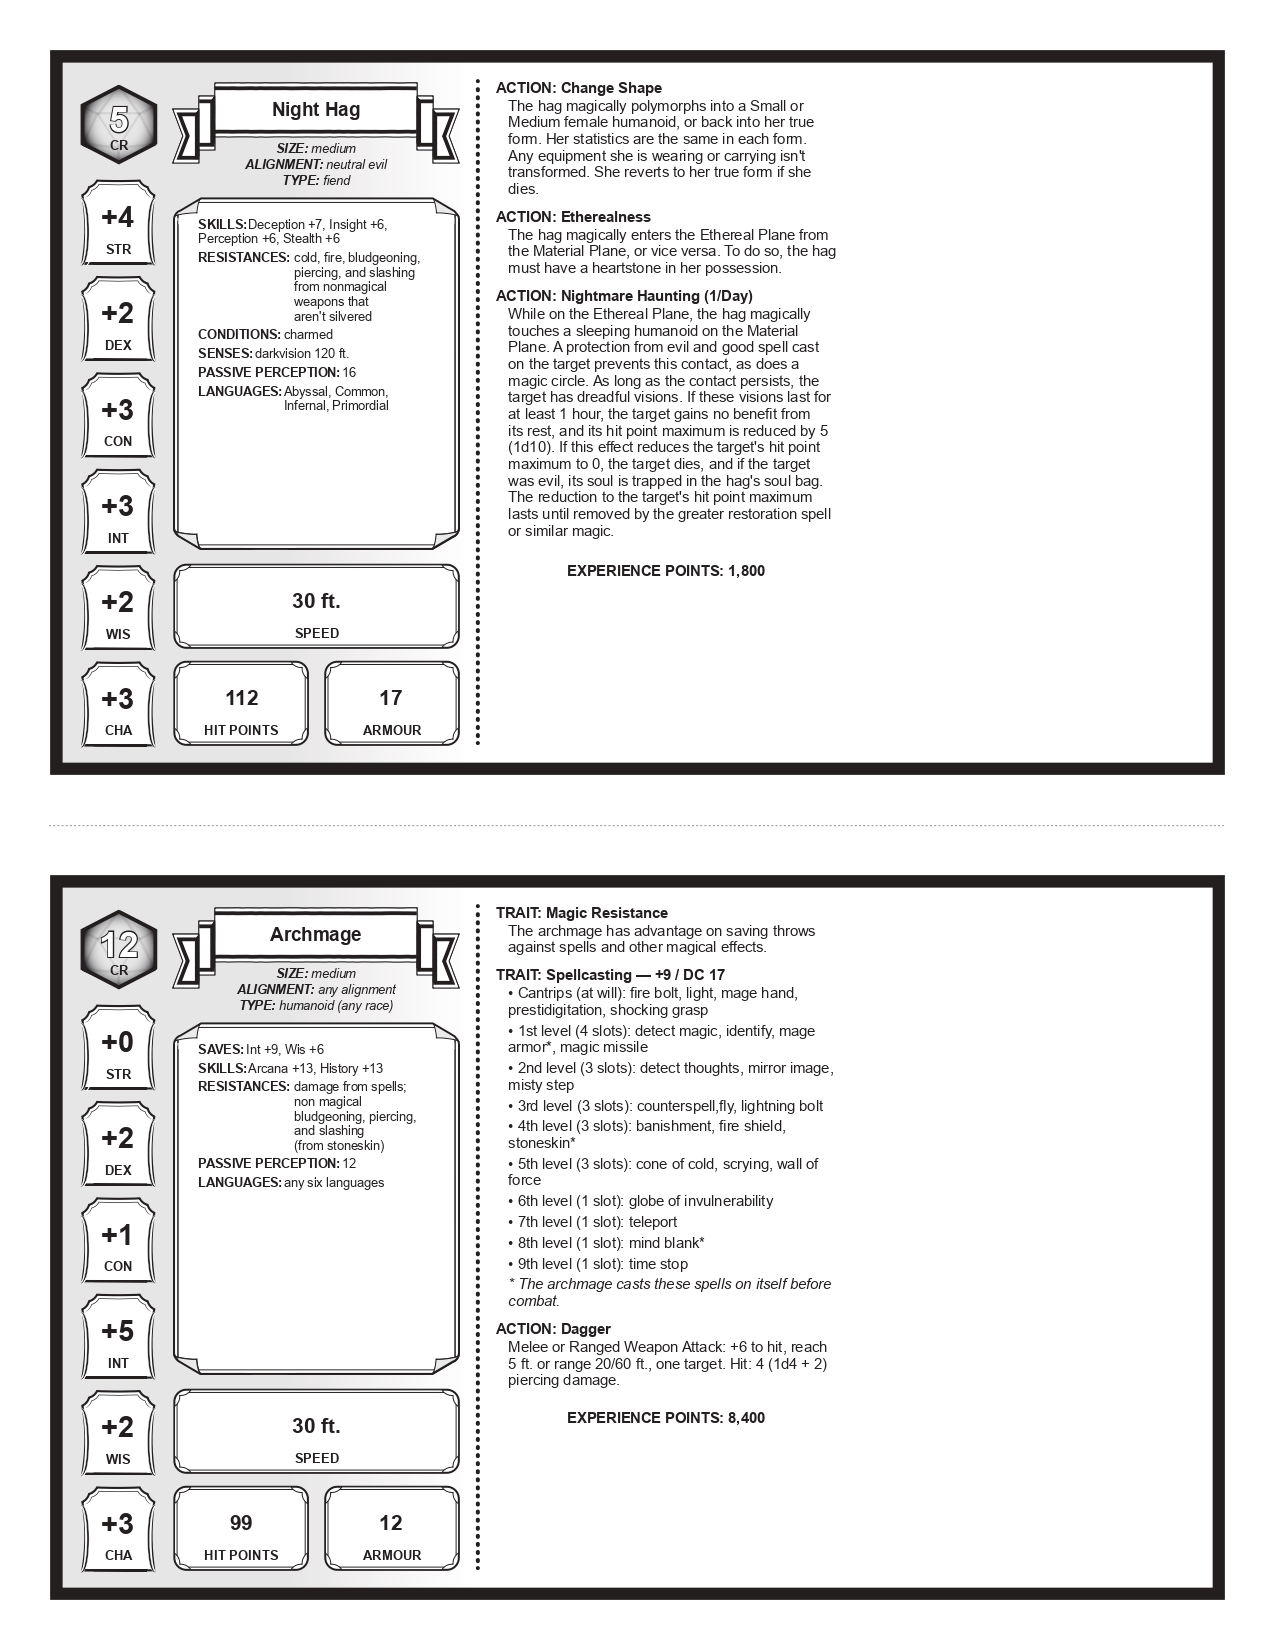 5
CR
Night Hag
SIZE: medium
ALIGNMENT: neutral evil
TYPE: fiend
+4
STR
+2
DEX
+3
CON
+3
INT
+2
WIS
+3
CHA
SKILLS: Deception +7, Insight +6,
Perception +6, Stealth +6
RESISTANCES: cold, fire, bludgeoning,
piercing, and slashing
from nonmagical
weapons that
aren't silvered
CONDITIONS: charmed
SENSES: darkvision 120 ft.
PASSIVE PERCEPTION: 16
LANGUAGES: Abyssal, Common,
Infernal, Primordial
30 ft.
SPEED
112
HIT POINTS
17
ARMOUR
ACTION: Change Shape
The hag magically polymorphs into a Small or
Medium female humanoid, or back into her true
form. Her statistics are the same in each form.
Any equipment she is wearing or carrying isn't
transformed. She reverts to her true form if she
dies.
ACTION: Etherealness
The hag magically enters the Ethereal Plane from
the Material Plane, or vice versa. To do so, the hag
must have a heartstone in her possession.
ACTION: Nightmare Haunting (1/Day)
While on the Ethereal Plane, the hag magically
touches a sleeping humanoid on the Material
Plane. A protection from evil and good spell cast
on the target prevents this contact, as does a
magic circle. As long as the contact persists, the
target has dreadful visions. If these visions last for
at least 1 hour, the target gains no benefit from
its rest, and its hit point maximum is reduced by 5
(1d10). If this effect reduces the target's hit point
maximum to 0, the target dies, and if the target
was evil, its soul is trapped in the hag's soul bag.
The reduction to the target's hit point maximum
lasts until removed by the greater restoration spell
or similar magic.
EXPERIENCE POINTS: 1,800
12
CR
Archmage
SIZE: medium
ALIGNMENT: any alignment
TYPE: humanoid (any race)
+0
STR
+2
DEX
+1
CON
+5
INT
+2
WIS
+3
CHA
SAVES: Int +9, Wis +6
SKILLS: Arcana +13, History +13
RESISTANCES: damage from spells;
non magical
bludgeoning, piercing,
and slashing
(from stoneskin)
PASSIVE PERCEPTION: 12
LANGUAGES: any six languages
30 ft.
SPEED
99
HIT POINTS
12
ARMOUR
TRAIT: Magic Resistance
The archmage has advantage on saving throws
against spells and other magical effects.
TRAIT: Spellcasting — +9 / DC 17
• Cantrips (at will): fire bolt, light, mage hand,
prestidigitation, shocking grasp
• 1st level (4 slots): detect magic, identify, mage
armor*, magic missile
• 2nd level (3 slots): detect thoughts, mirror image,
misty step
• 3rd level (3 slots): counterspell,fly, lightning bolt
• 4th level (3 slots): banishment, fire shield,
stoneskin*
• 5th level (3 slots): cone of cold, scrying, wall of
force
• 6th level (1 slot): globe of invulnerability
• 7th level (1 slot): teleport
• 8th level (1 slot): mind blank*
• 9th level (1 slot): time stop
* The archmage casts these spells on itself before
combat.
ACTION: Dagger
Melee or Ranged Weapon Attack: +6 to hit, reach
5 ft. or range 20/60 ft., one target. Hit: 4 (1d4 + 2)
piercing damage.
EXPERIENCE POINTS: 8,400